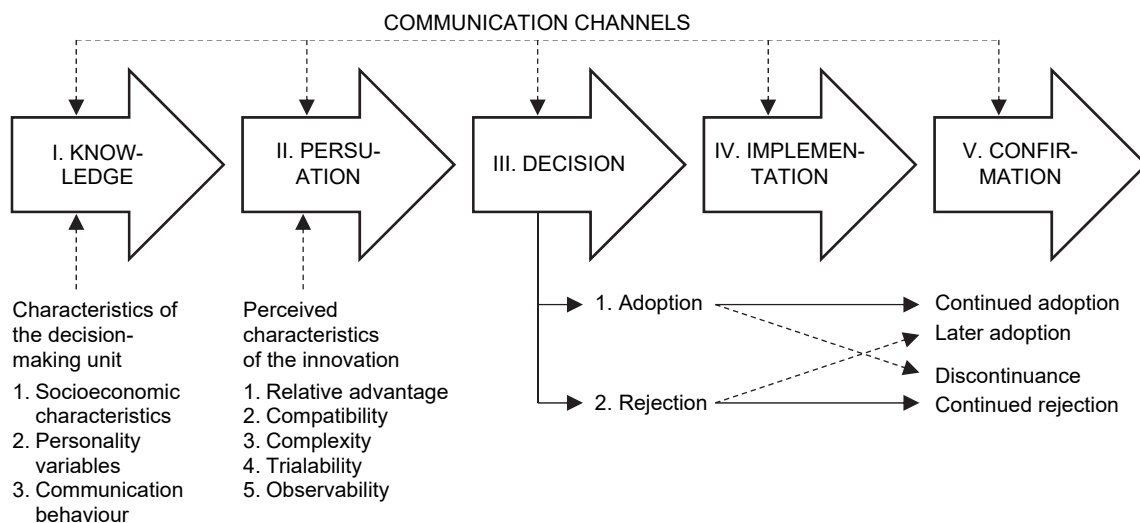 COMMUNICATION CHANNELS
I. KNOW-
LEDGE
II. PERSU-
ATION
III. DECISION
IV. IMPLEMEN-
TATION
V. CONFIR-
MATION
Characteristics of
the decision-
making unit
1. Socioeconomic
characteristics
2. Personality
variables
3. Communication
behaviour
Perceived
characteristics
of the innovation
1. Relative advantage
2. Compatibility
3. Complexity
4. Trialability
5. Observability
1. Adoption
2. Rejection
Continued adoption
Later adoption
Discontinuance
Continued rejection